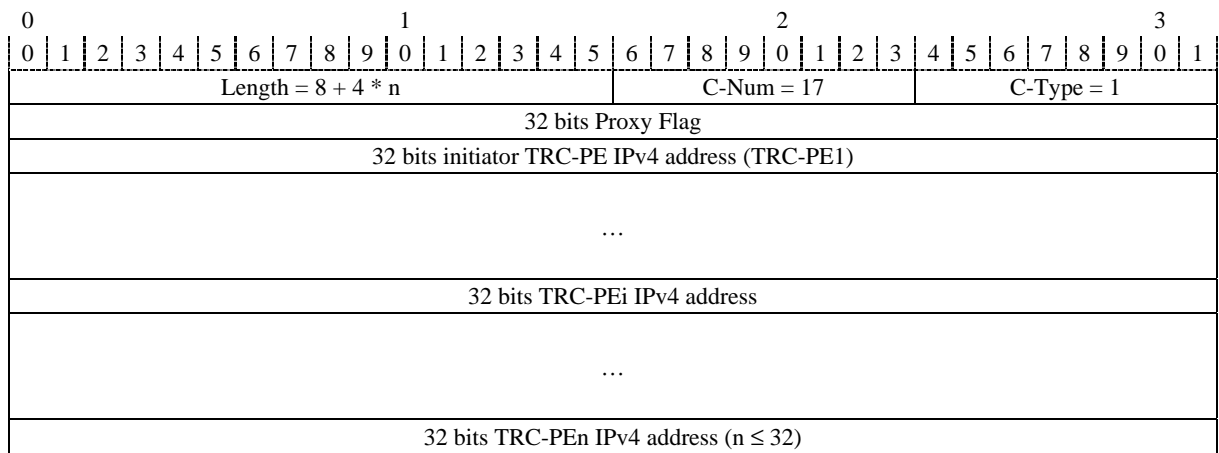 0 1 2 3
0 1 2 3 4 5 6 7 8 9 0 1 2 3 4 5 6 7 8 9 0 1 2 3 4 5 6 7 8 9 0 1
Length = 8 + 4 * n C-Num = 17 C-Type = 1
32 bits Proxy Flag
32 bits initiator TRC-PE IPv4 address (TRC-PE1)
…
32 bits TRC-PEi IPv4 address
…
32 bits TRC-PEn IPv4 address (n ≤ 32)